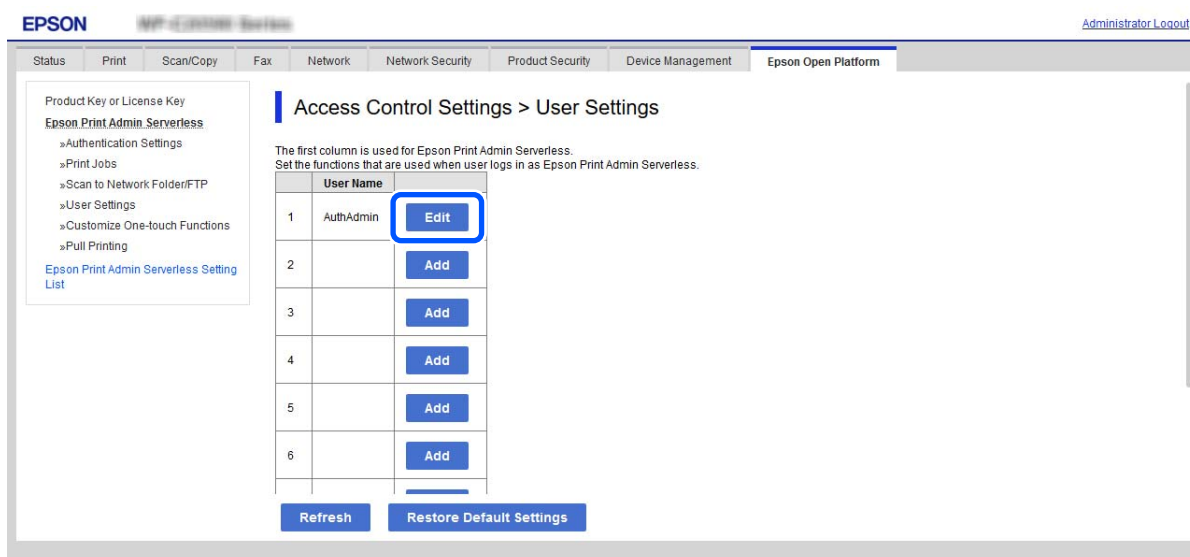 EPSON
Administrator Logout
Status Print Scan/Copy Fax Network Network Security Product Security Device Management Epson Open Platform
Product Key or License Key
Epson Print Admin Serverless
»Authentication Settings
»Print Jobs
»Scan to Network Folder/FTP
»User Settings
»Customize One-touch Functions
»Pull Printing
Epson Print Admin Serverless Setting
List
Access Control Settings > User Settings
The first column is used for Epson Print Admin Serverless.
Set the functions that are used when user logs in as Epson Print Admin Serverless.
User Name
1 AuthAdmin Edit
2 Add
3 Add
4 Add
5 Add
6 Add
Refresh Restore Default Settings